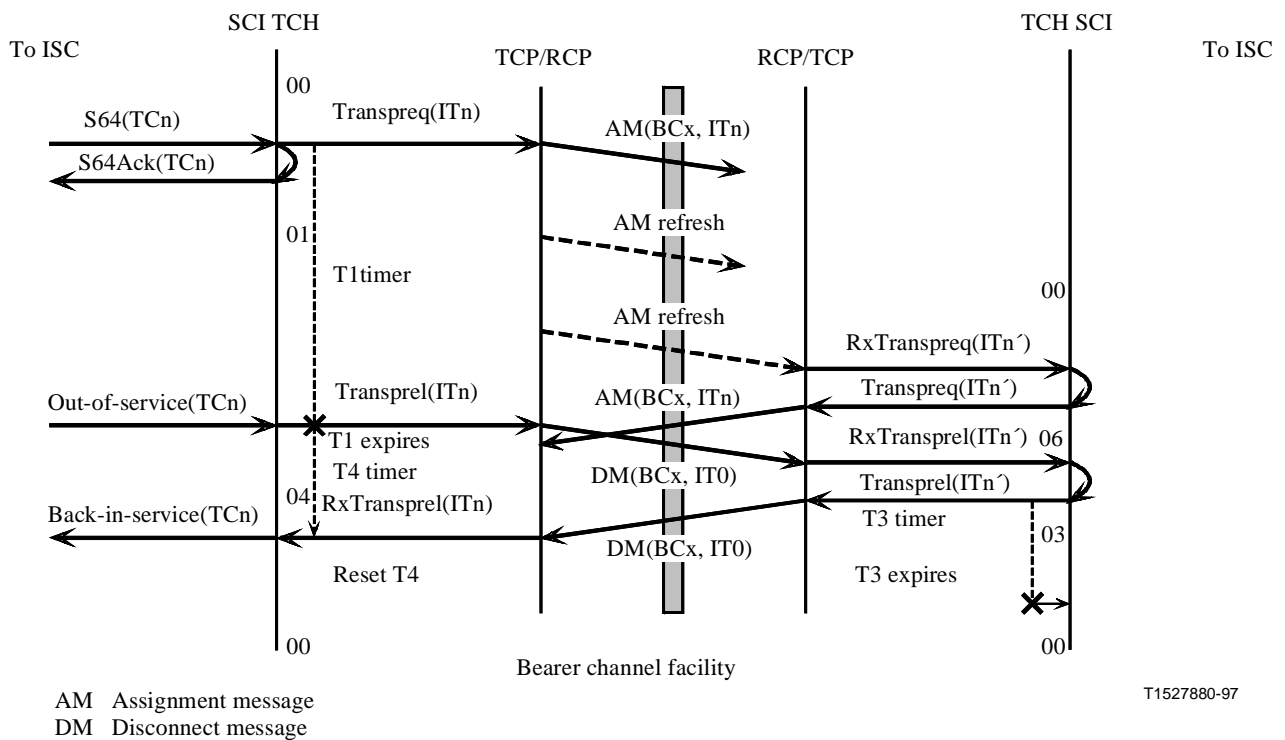 SCI TCH
TCH SCI
To ISC
To ISC
TCP/RCP
RCP/TCP
00
S64(TCn)
Transpreq(ITn)
AM(BCx, ITn)
S64Ack(TCn)
01
AM refresh
T1timer
00
AM refresh
RxTranspreq(ITn´)
Out-of-service(TCn)
Transprel(ITn)
AM(BCx, ITn)
Transpreq(ITn´)
T1 expires
RxTransprel(ITn´)
06
T4 timer
DM(BCx, IT0)
Transprel(ITn´)
04
RxTransprel(ITn)
Back-in-service(TCn)
T3 timer
03
DM(BCx, IT0)
Reset T4
T3 expires
00
00
Bearer channel facility
AM Assignment message
DM Disconnect message
T1527880-97